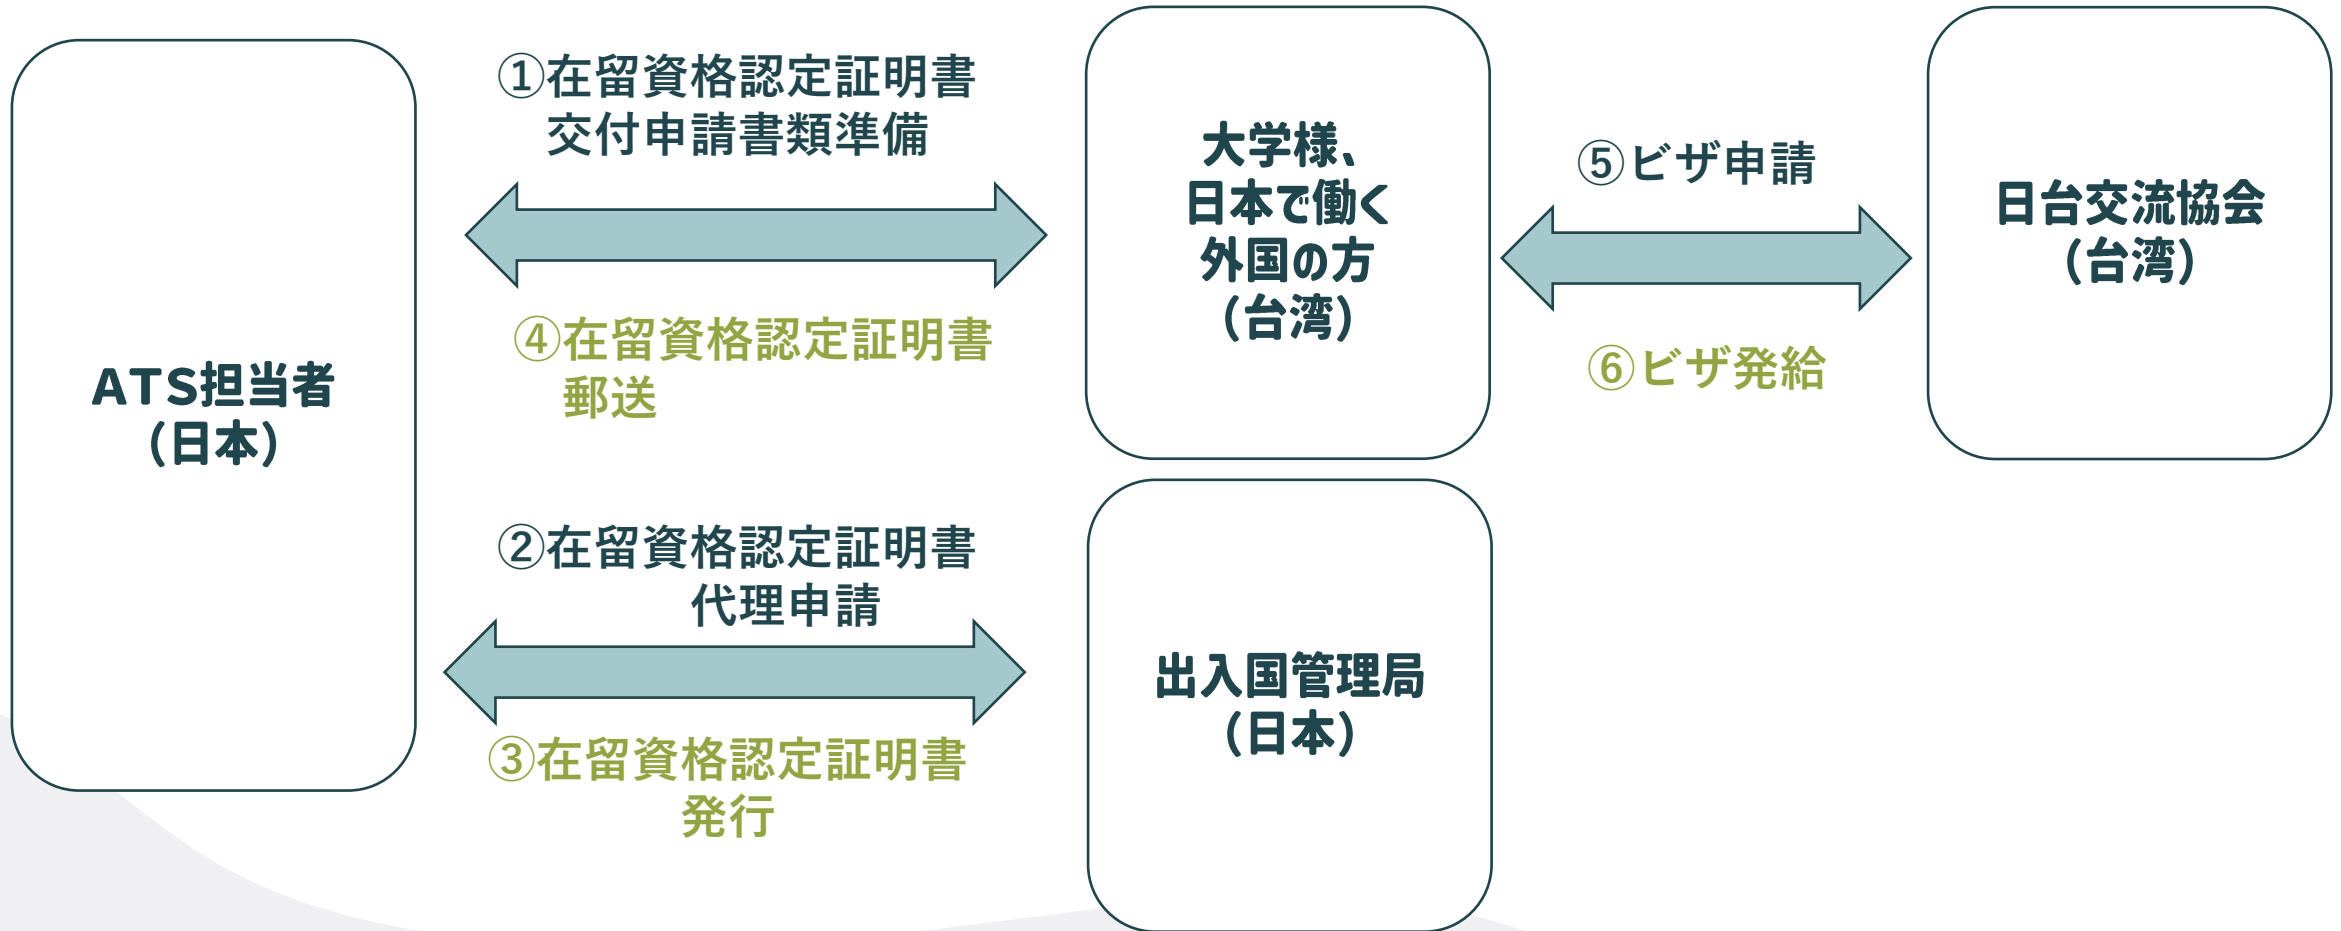 ATS担当者
(日本)
①在留資格認定証明書
交付申請書類準備
④在留資格認定証明書
郵送
②在留資格認定証明書
代理申請
③在留資格認定証明書
発行
大学様、
日本で働く
外国の方
(台湾)
出入国管理局
(日本)
⑤ビザ申請
⑥ビザ発給
日台交流協会
(台湾)